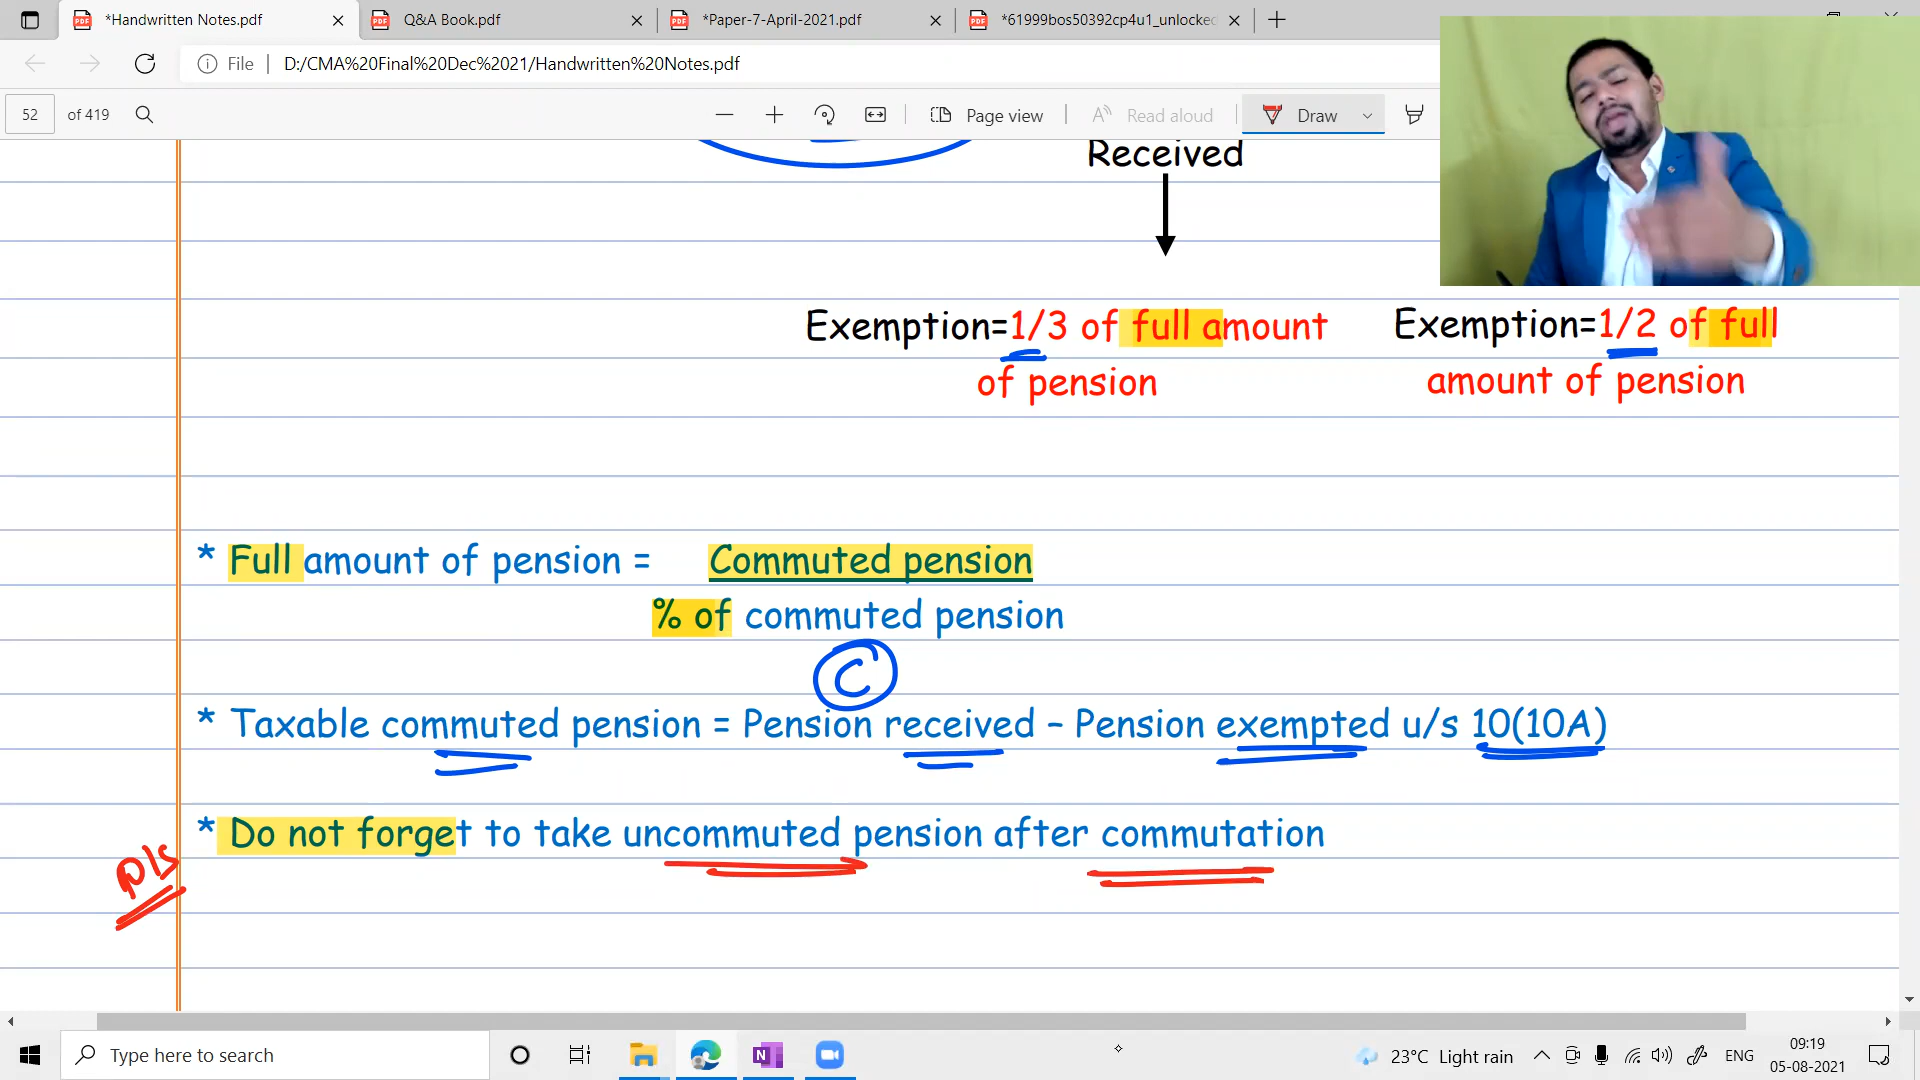 *Handwritten Notes.pdf
Q&A Book.pdf
*Paper-7-April-2021.pdf
*61999bos50392cp4u1_unlocked
File
D:/CMA%20Final%20Dec%2021/Handwritten%20Notes.pdf
52 of 419
Page view
Read aloud
Draw
Received
Exemption=1/3 of full amount
of pension
Exemption=1/2 of full
amount of pension
* Full amount of pension = Commuted pension
% of commuted pension
C
* Taxable commuted pension = Pension received – Pension exempted u/s 10(10A)
* Do not forget to take uncommuted pension after commutation
Type here to search
23°C Light rain
ENG
09:19
05-08-2021